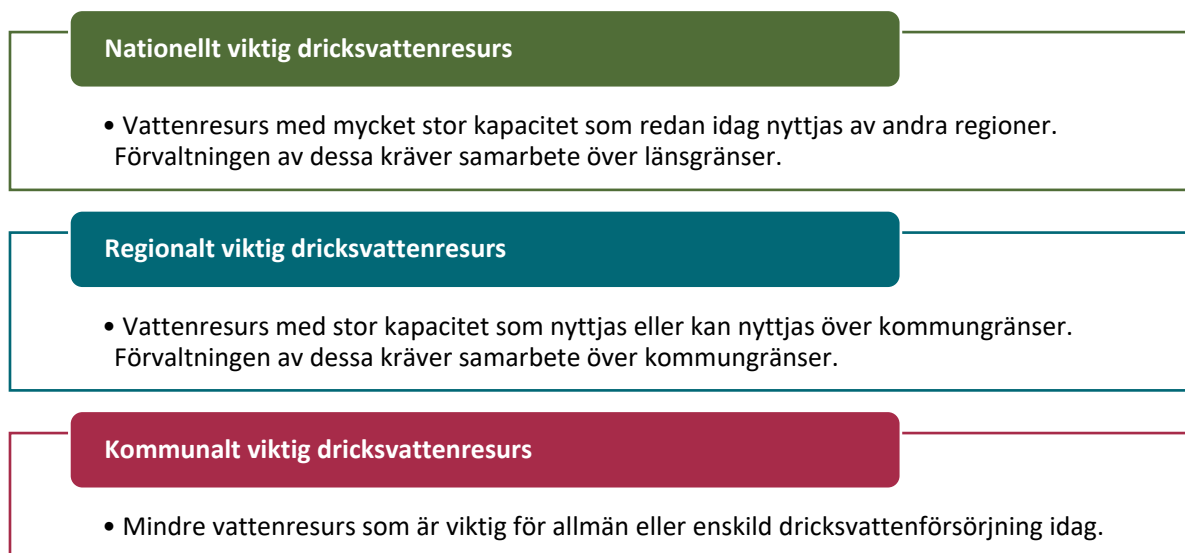 Nationellt viktig dricksvattenresurs
• Vattenresurs med mycket stor kapacitet som redan idag nyttjas av andra regioner.
Förvaltningen av dessa kräver samarbete över länsgränser.
Regionalt viktig dricksvattenresurs
• Vattenresurs med stor kapacitet som nyttjas eller kan nyttjas över kommungränser.
Förvaltningen av dessa kräver samarbete över kommungränser.
Kommunalt viktig dricksvattenresurs
• Mindre vattenresurs som är viktig för allmän eller enskild dricksvattenförsörjning idag.